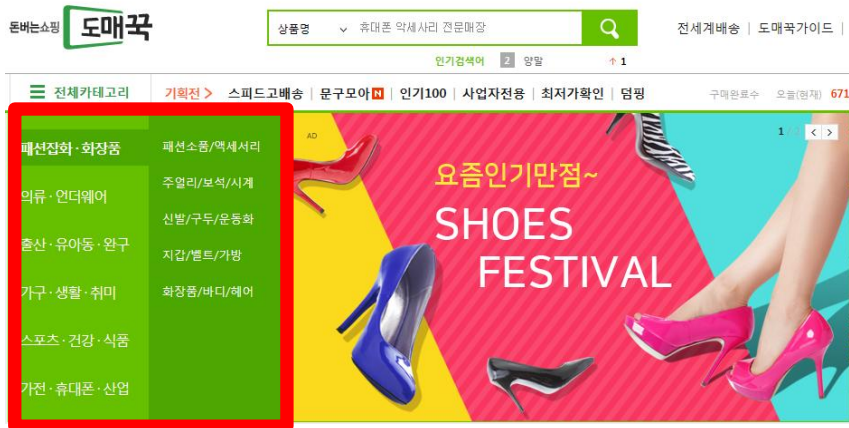 돈버는쇼핑 도매꾹
상품명 휴대폰 악세사리 전문매장
전세계배송 | 도매꾹가이드 |
인기검색어 2 양말 ↑ 1
전체카테고리 기획전 > 스피드고배송 | 문구모아 N | 인기100 | 사업자전용 | 최저가확인 | 덤핑 구매완료수 오늘(현재) 671
패션잡화·화장품
의류·언더웨어
출산·유아동·완구
가구·생활·취미
스포츠·건강·식품
가전·휴대폰·산업
패션소품/액세서리
주얼리/보석/시계
신발/구두/운동화
지갑/벨트/가방
화장품/바디/헤어
AD
1 /
< >
요즘인기만점~
SHOES
FESTIVAL